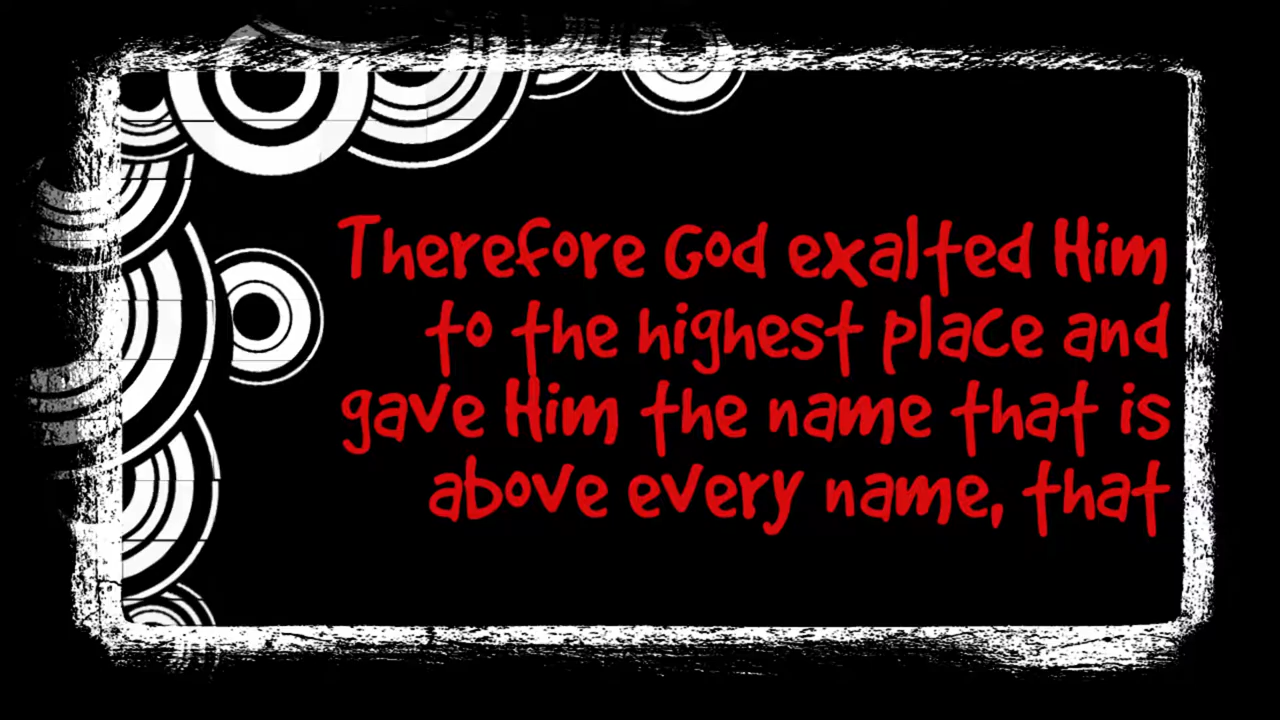 Therefore God exalted Him
to the highest place and
gave Him the name that is
above every name, that